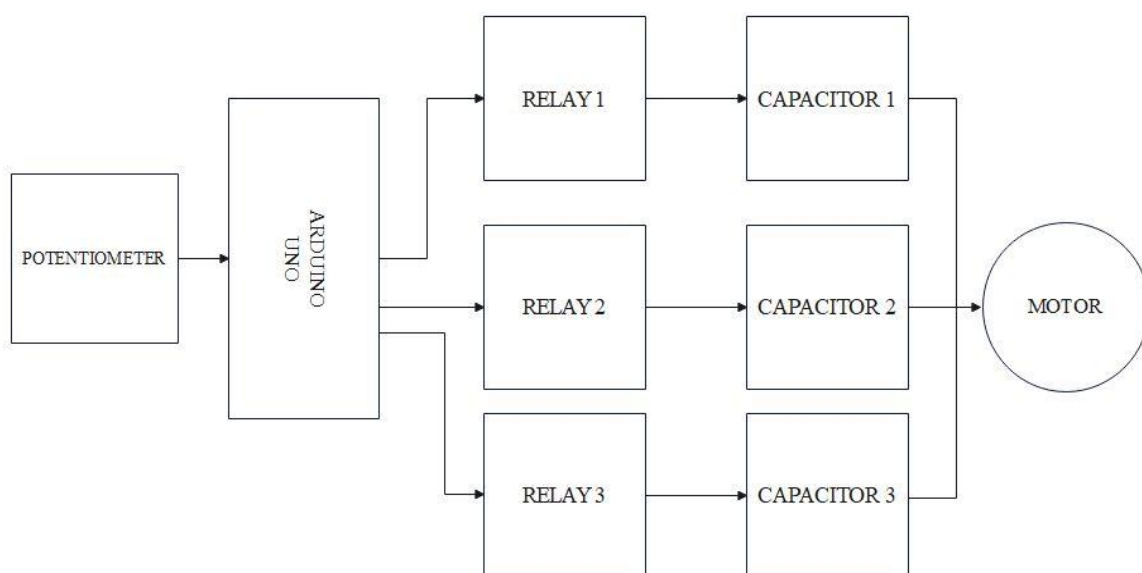 POTENTIOMETER
ARDUINO
UNO
RELAY 1
CAPACITOR 1
RELAY 2
CAPACITOR 2
MOTOR
RELAY 3
CAPACITOR 3